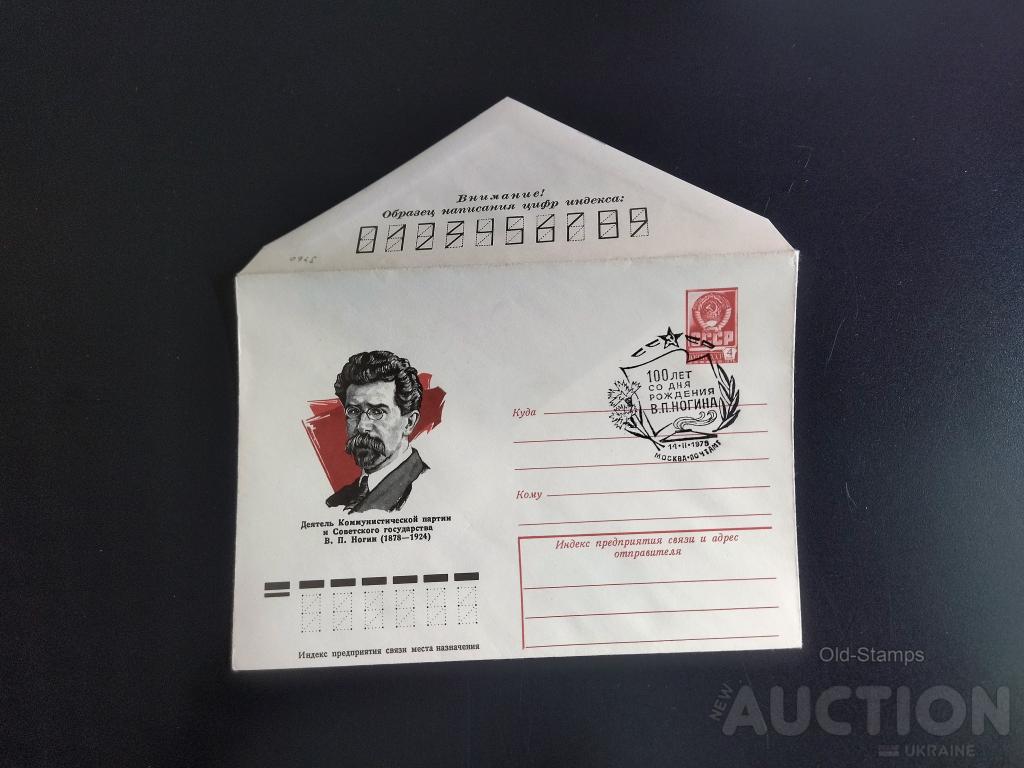 Внимание!
Образец написания цифр индекса:
0123456789
0925
СССР
4
100 ЛЕТ
СО ДНЯ
РОЖДЕНИЯ
В.П.НОГИНА
14·II·1978
МОСКВА·ПОЧТАМТ
Куда
Кому
Деятель Коммунистической партии
и Советского государства
В. П. Ногин (1878—1924)
Индекс предприятия связи и адрес
отправителя
Индекс предприятия связи места назначения
Old-Stamps
NEW
AUCTION
UKRAINE